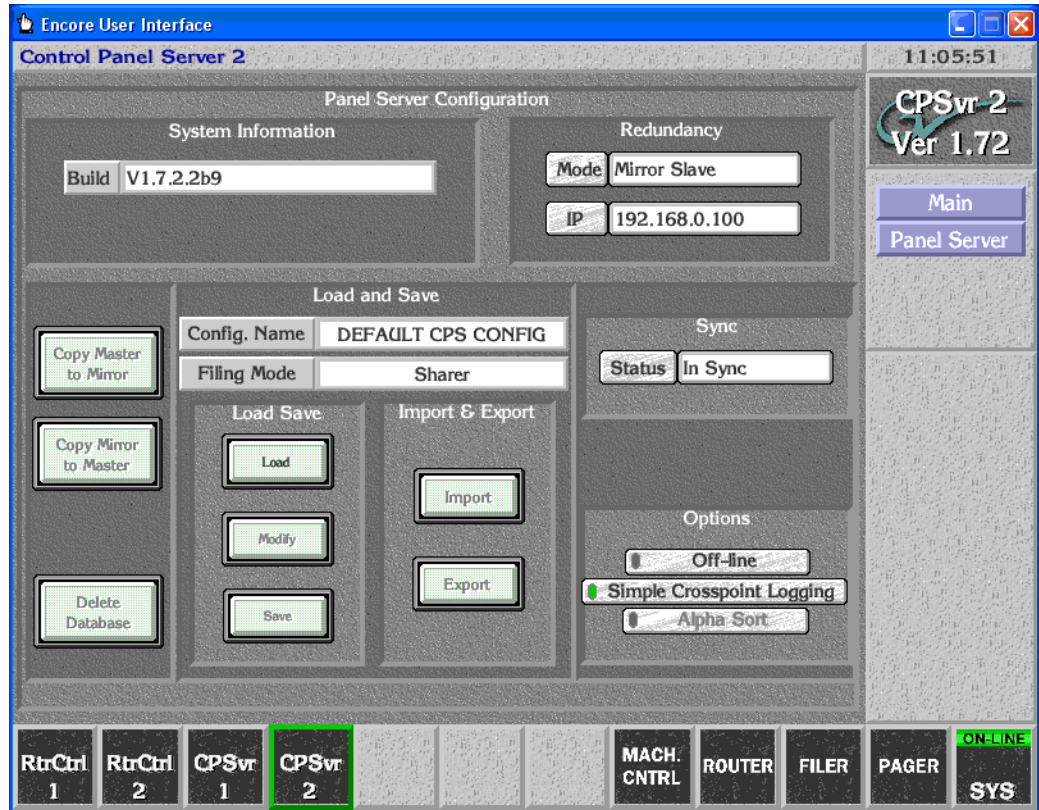 Encore User Interface
Control Panel Server 2
11:05:51
CPSvr 2
Ver 1.72
Main
Panel Server
Panel Server Configuration
System Information
Build V1.7.2.2b9
Redundancy
Mode Mirror Slave
IP 192.168.0.100
Copy Master
to Mirror
Copy Mirror
to Master
Delete
Database
Load and Save
Config. Name DEFAULT CPS CONFIG
Filing Mode Sharer
Load Save
Load
Modify
Save
Import & Export
Import
Export
Sync
Status In Sync
Options
Off-line
Simple Crosspoint Logging
Alpha Sort
RtrCtrl
1
RtrCtrl
2
CPSvr
1
CPSvr
2
MACH.
CNTRL
ROUTER
FILER
PAGER
ON-LINE
SYS